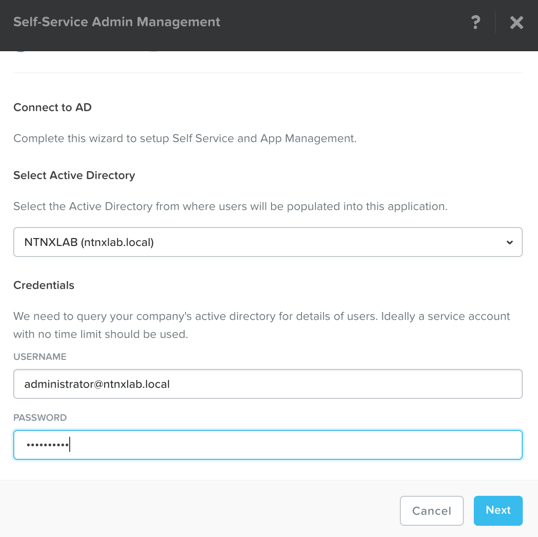 Self-Service Admin Management
?
Connect to AD
Complete this wizard to setup Self Service and App Management.
Select Active Directory
Select the Active Directory from where users will be populated into this application.
NTNXLAB (ntnxlab.local)
Credentials
We need to query your company's active directory for details of users. Ideally a service account
with no time limit should be used.
USERNAME
administrator@ntnxlab.local
PASSWORD
••••••••••
Cancel
Next